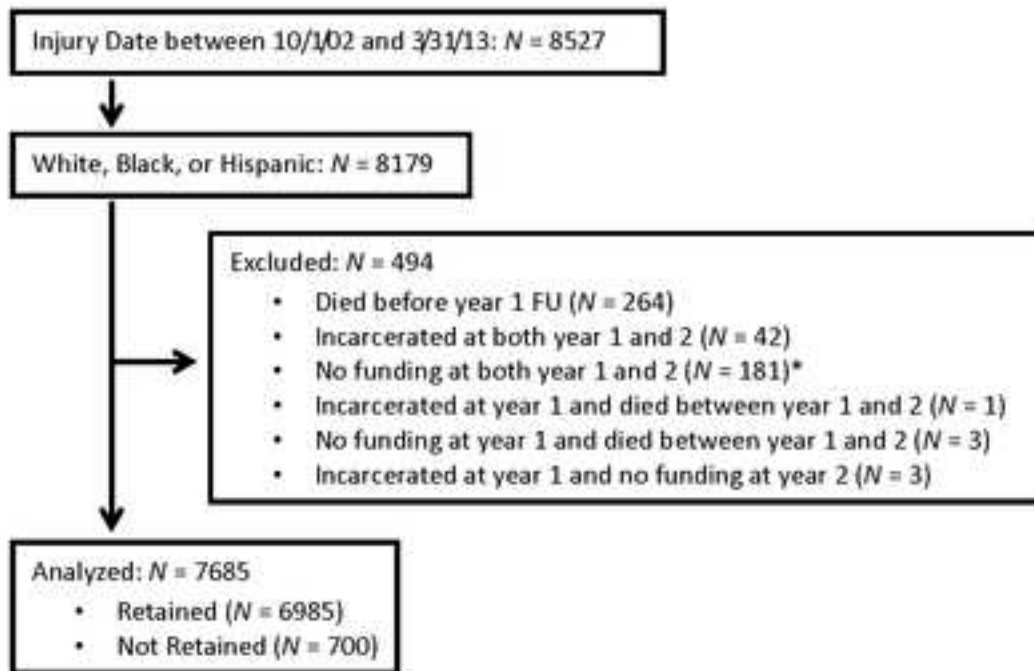 Injury Date between 10/1/02 and 3/31/13: N = 8527
White, Black, or Hispanic: N = 8179
Excluded: N = 494
• Died before year 1 FU (N = 264)
• Incarcerated at both year 1 and 2 (N = 42)
• No funding at both year 1 and 2 (N = 181)*
• Incarcerated at year 1 and died between year 1 and 2 (N = 1)
• No funding at year 1 and died between year 1 and 2 (N = 3)
• Incarcerated at year 1 and no funding at year 2 (N = 3)
Analyzed: N = 7685
• Retained (N = 6985)
• Not Retained (N = 700)